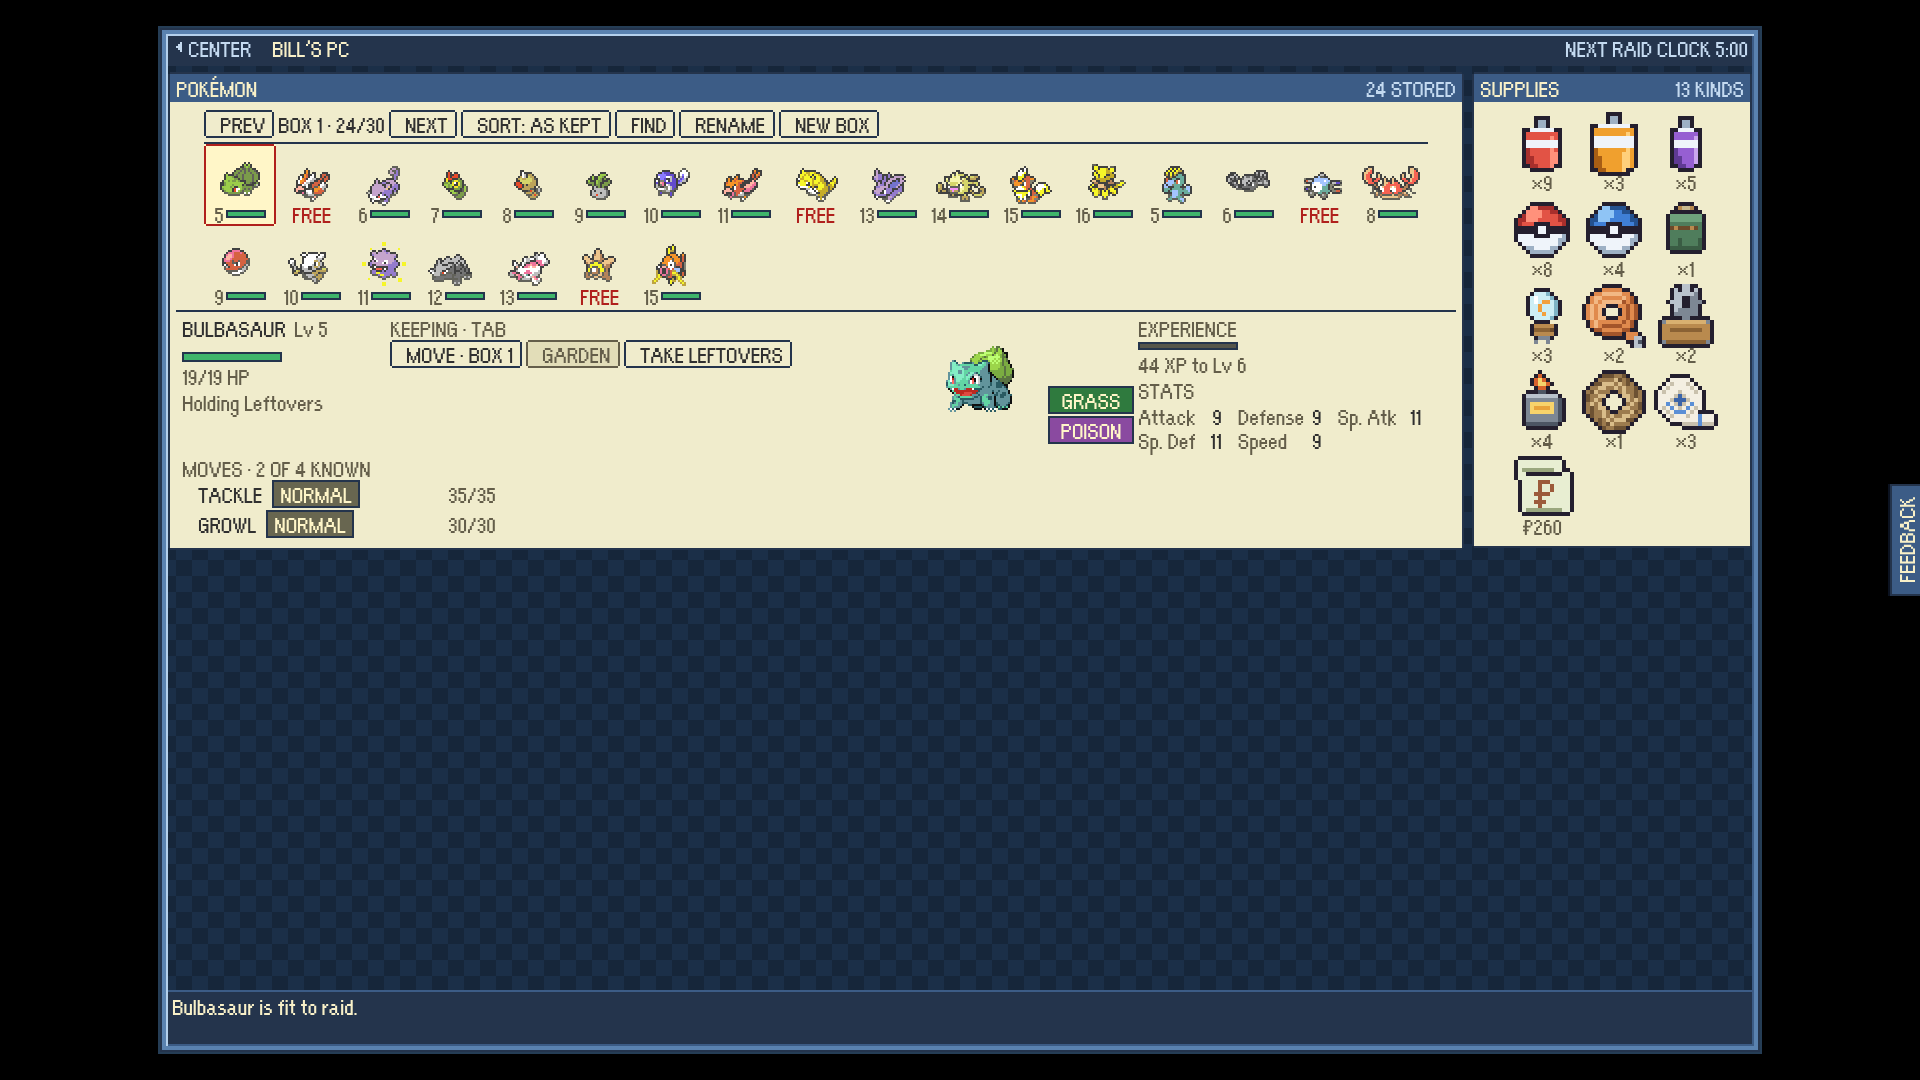 CENTER BILL'S PC NEXT RAID CLOCK 5:00
POKÉMON 24 STORED
SUPPLIES 13 KINDS
PREV BOX 1 · 24/30 NEXT SORT: AS KEPT FIND RENAME NEW BOX
5 FREE 6 7 8 9 10 11 FREE 13 14 15 16 5 6 FREE 8
9 10 11 12 13 FREE 15
BULBASAUR Lv 5
19/19 HP
Holding Leftovers
KEEPING · TAB
MOVE · BOX 1 GARDEN TAKE LEFTOVERS
GRASS
POISON
EXPERIENCE
44 XP to Lv 6
STATS
Attack 9 Defense 9 Sp. Atk 11
Sp. Def 11 Speed 9
MOVES · 2 OF 4 KNOWN
TACKLE NORMAL 35/35
GROWL NORMAL 30/30
×9 ×3 ×5
×8 ×4 ×1
×3 ×2 ×2
×4 ×1 ×3
₽
₽260
FEEDBACK
Bulbasaur is fit to raid.